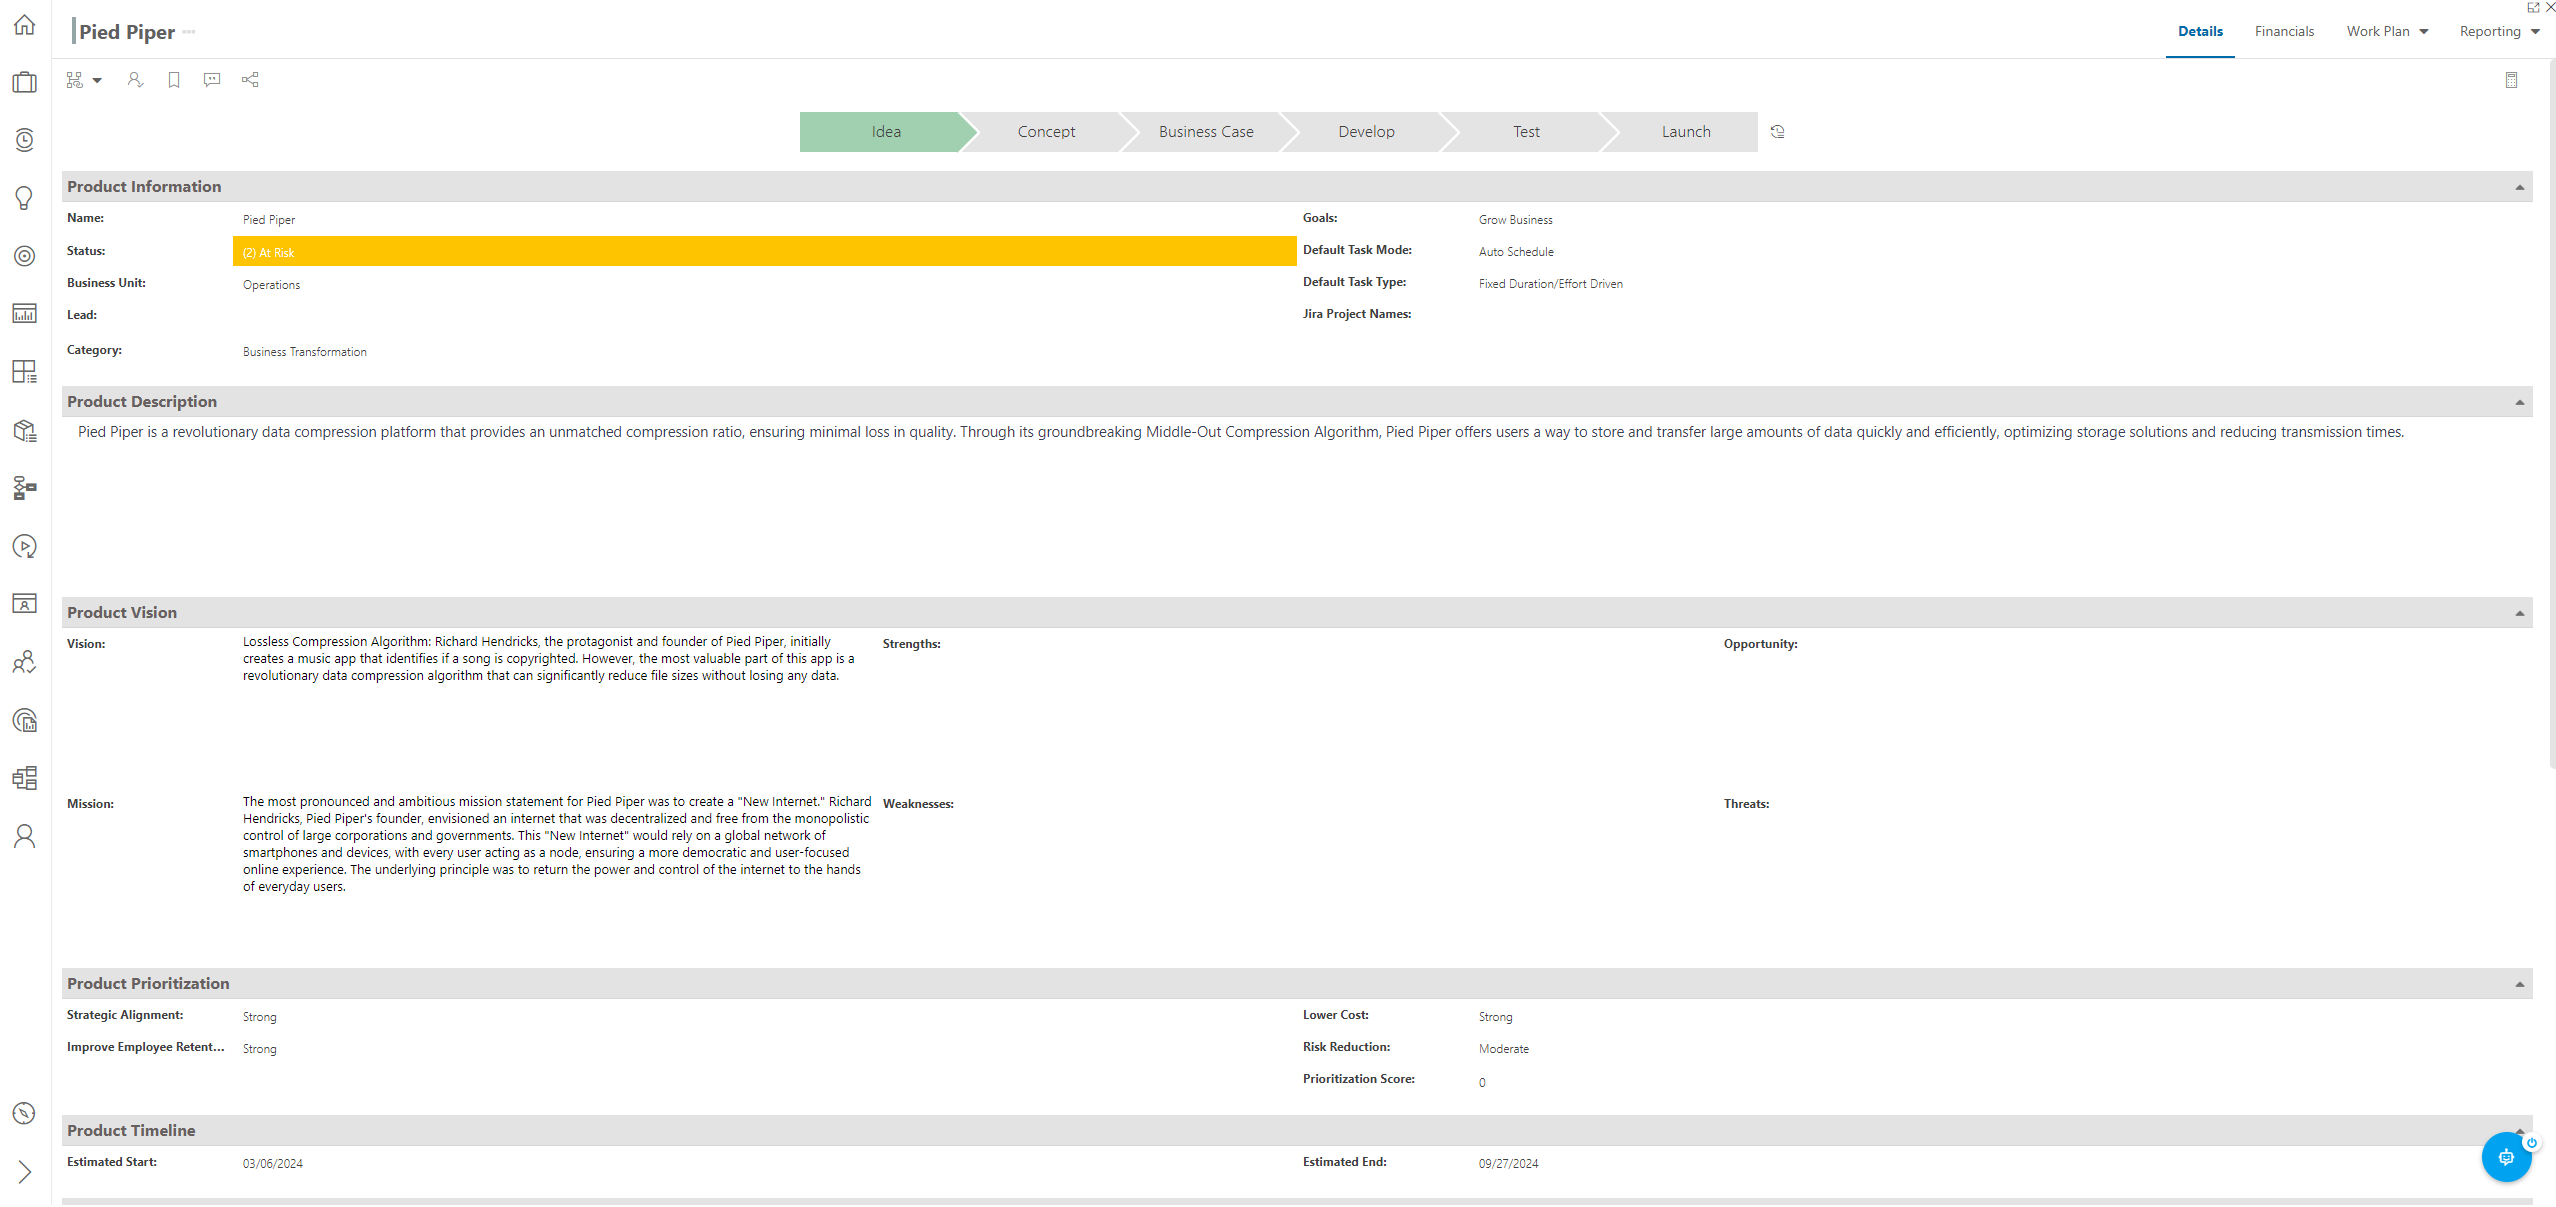 Pied Piper
Details
Financials
Work Plan
Reporting
Idea
Concept
Business Case
Develop
Test
Launch
Product Information
Name:
Pied Piper
Goals:
Grow Business
Status:
(2) At Risk
Default Task Mode:
Auto Schedule
Business Unit:
Operations
Default Task Type:
Fixed Duration/Effort Driven
Lead:
Jira Project Names:
Category:
Business Transformation
Product Description
Pied Piper is a revolutionary data compression platform that provides an unmatched compression ratio, ensuring minimal loss in quality. Through its groundbreaking Middle-Out Compression Algorithm, Pied Piper offers users a way to store and transfer large amounts of data quickly and efficiently, optimizing storage solutions and reducing transmission times.
Product Vision
Vision:
Lossless Compression Algorithm: Richard Hendricks, the protagonist and founder of Pied Piper, initially
creates a music app that identifies if a song is copyrighted. However, the most valuable part of this app is a
revolutionary data compression algorithm that can significantly reduce file sizes without losing any data.
Strengths:
Opportunity:
Mission:
The most pronounced and ambitious mission statement for Pied Piper was to create a "New Internet." Richard
Hendricks, Pied Piper's founder, envisioned an internet that was decentralized and free from the monopolistic
control of large corporations and governments. This "New Internet" would rely on a global network of
smartphones and devices, with every user acting as a node, ensuring a more democratic and user-focused
online experience. The underlying principle was to return the power and control of the internet to the hands
of everyday users.
Weaknesses:
Threats:
Product Prioritization
Strategic Alignment:
Strong
Lower Cost:
Strong
Improve Employee Retent...
Strong
Risk Reduction:
Moderate
Prioritization Score:
0
Product Timeline
Estimated Start:
03/06/2024
Estimated End:
09/27/2024